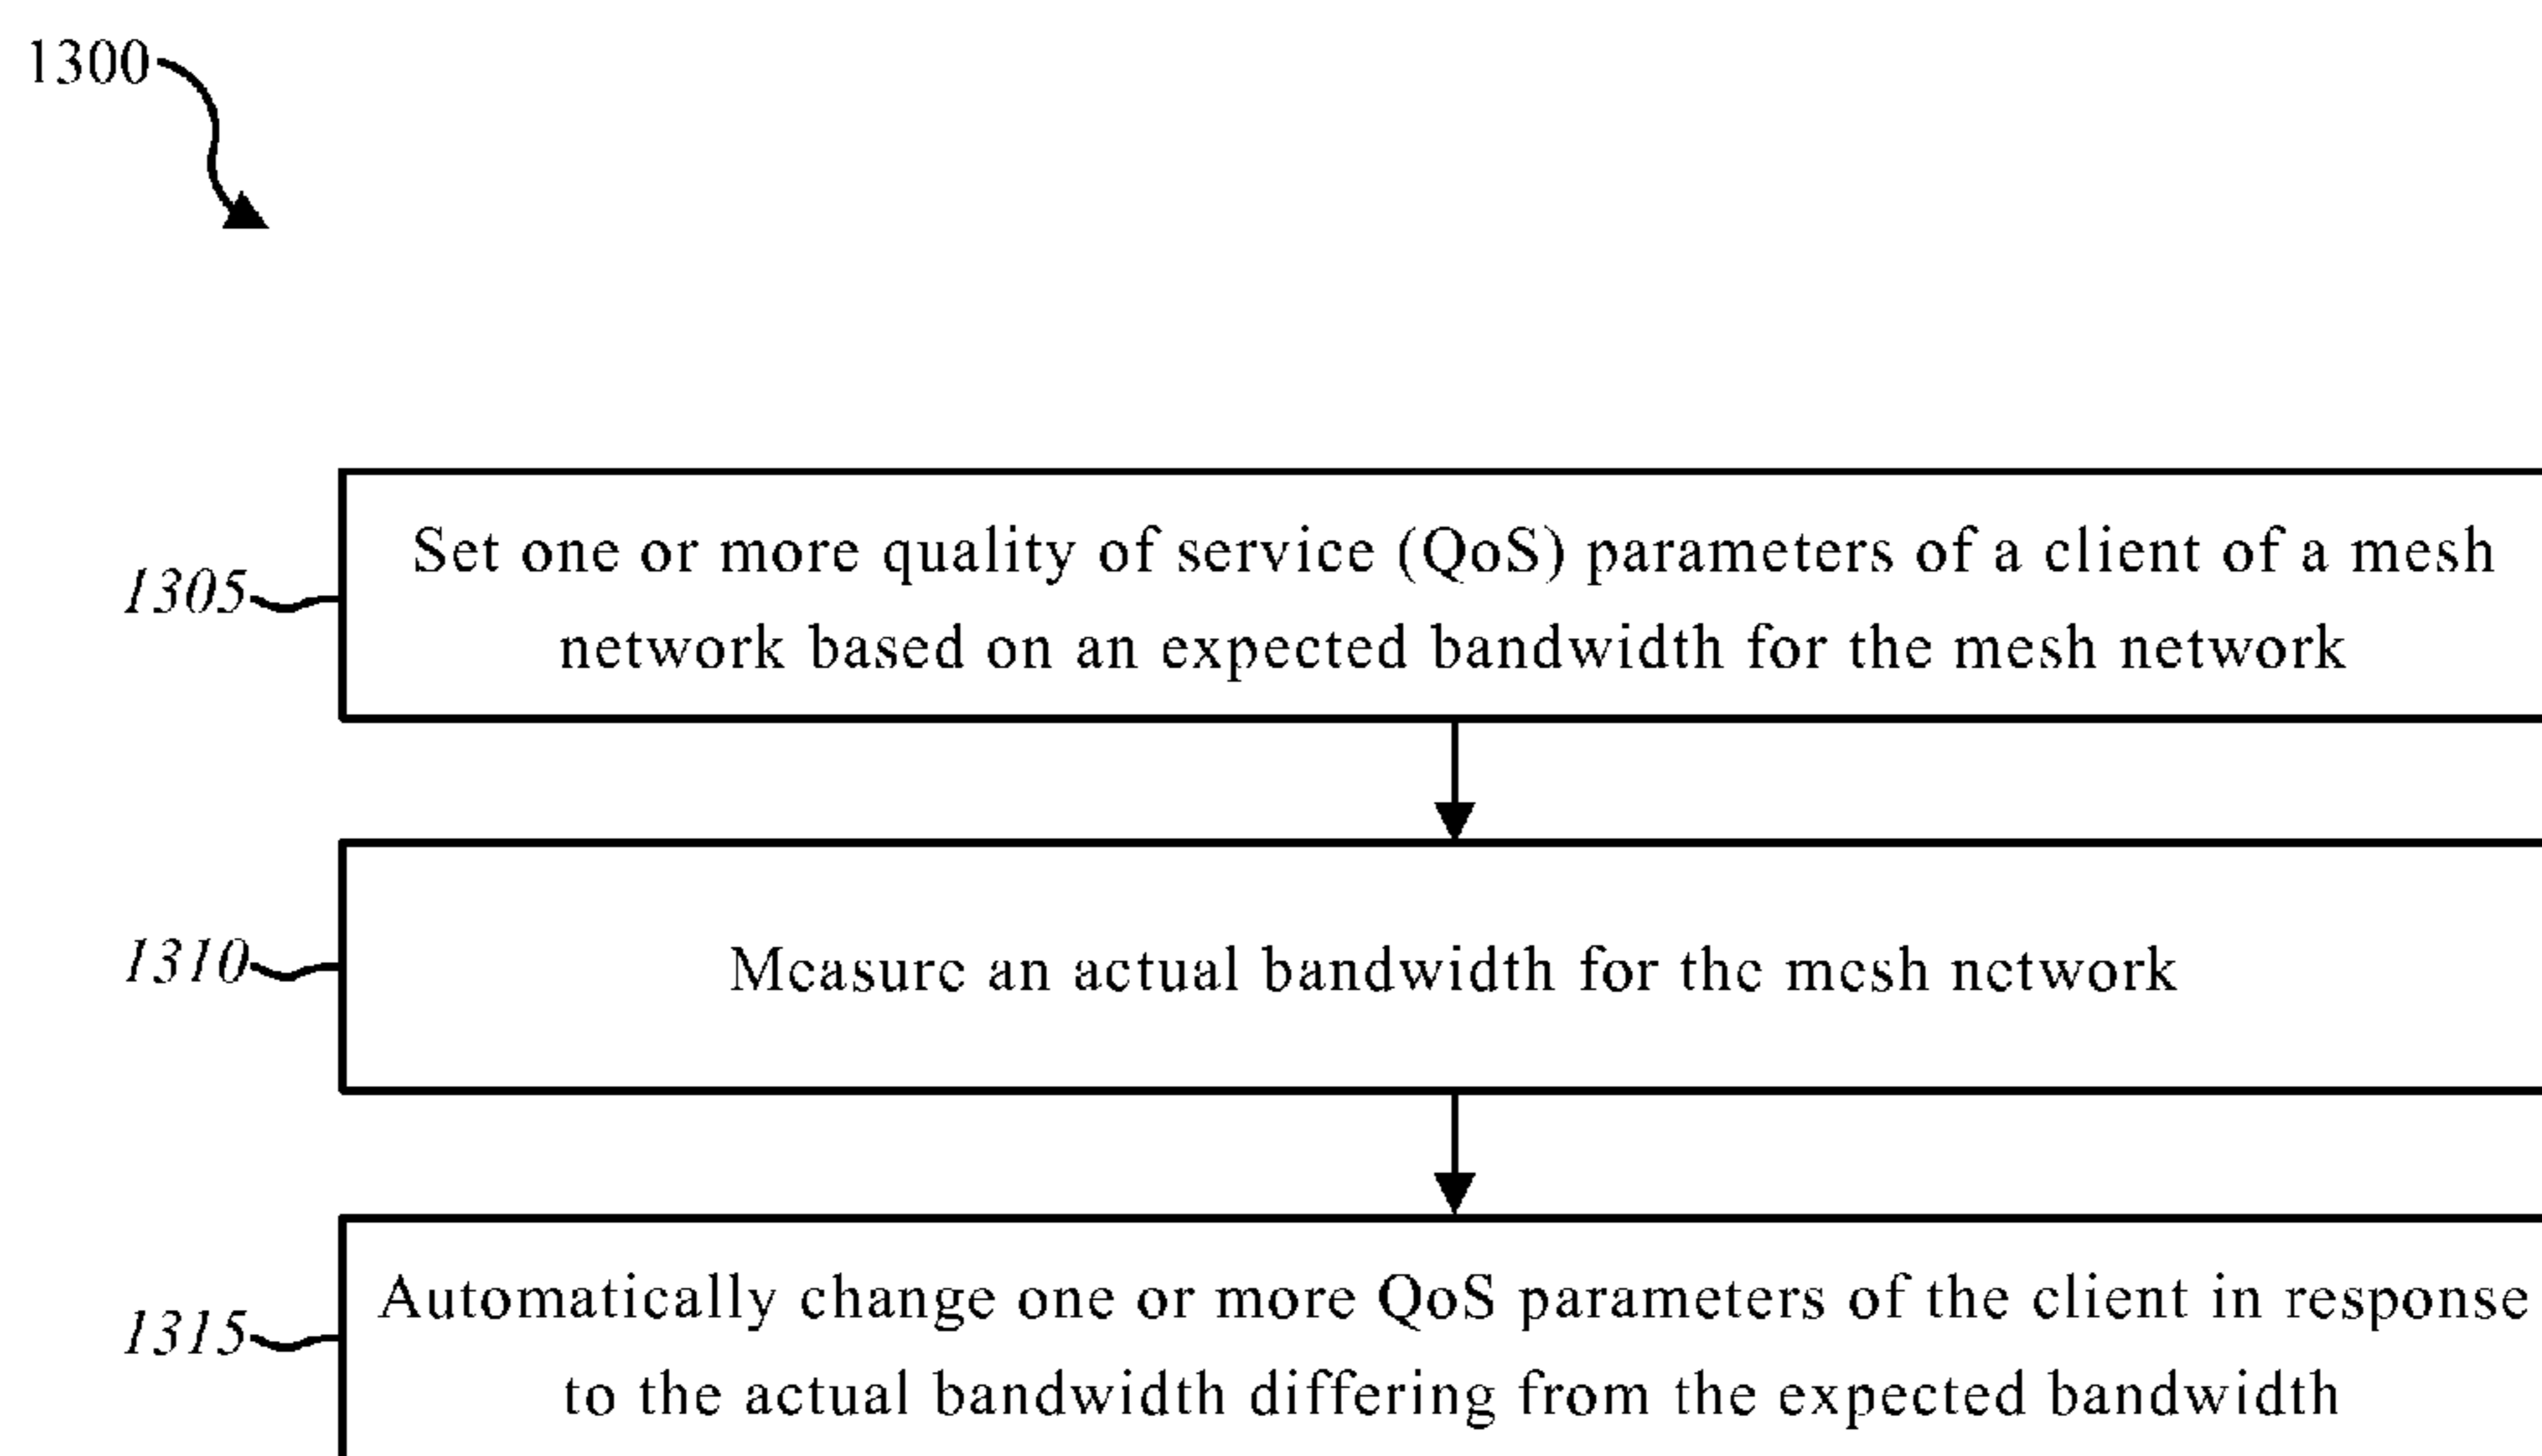 1300
1305
Set one or more quality of service (QoS) parameters of a client of a mesh
network based on an expected bandwidth for the mesh network
1310
Measure an actual bandwidth for the mesh network
1315
Automatically change one or more QoS parameters of the client in response
to the actual bandwidth differing from the expected bandwidth